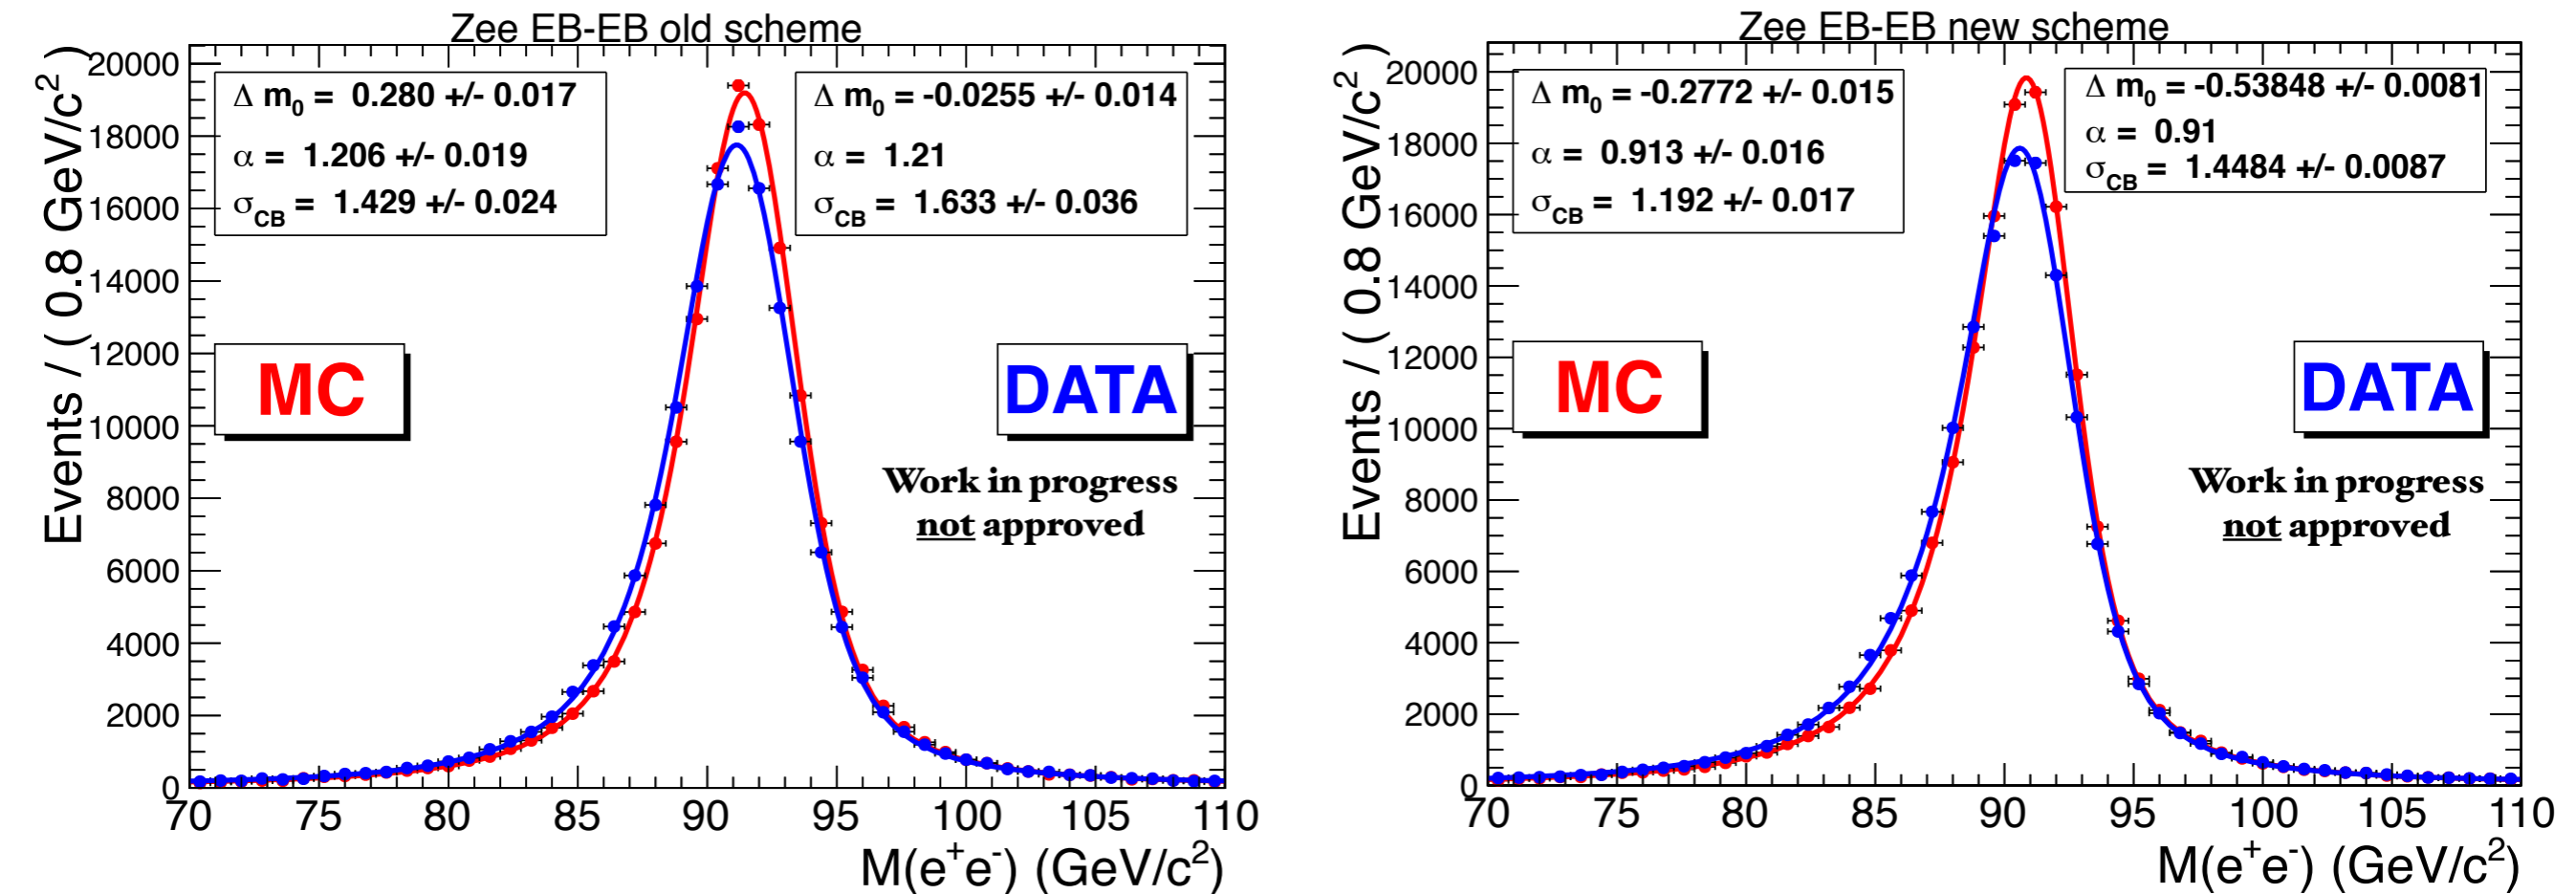 Zee EB-EB old scheme
Events / ( 0.8 GeV/c² )
20000
18000
16000
14000
12000
10000
8000
6000
4000
2000
0
Δ m₀ = 0.280 +/- 0.017
α = 1.206 +/- 0.019
σ_CB = 1.429 +/- 0.024
Δ m₀ = -0.0255 +/- 0.014
α = 1.21
σ_CB = 1.633 +/- 0.036
MC
DATA
Work in progress
not approved
70 75 80 85 90 95 100 105 110
M(e⁺e⁻) (GeV/c²)
Zee EB-EB new scheme
Events / ( 0.8 GeV/c² )
20000
18000
16000
14000
12000
10000
8000
6000
4000
2000
0
Δ m₀ = -0.2772 +/- 0.015
α = 0.913 +/- 0.016
σ_CB = 1.192 +/- 0.017
Δ m₀ = -0.53848 +/- 0.0081
α = 0.91
σ_CB = 1.4484 +/- 0.0087
MC
DATA
Work in progress
not approved
70 75 80 85 90 95 100 105 110
M(e⁺e⁻) (GeV/c²)